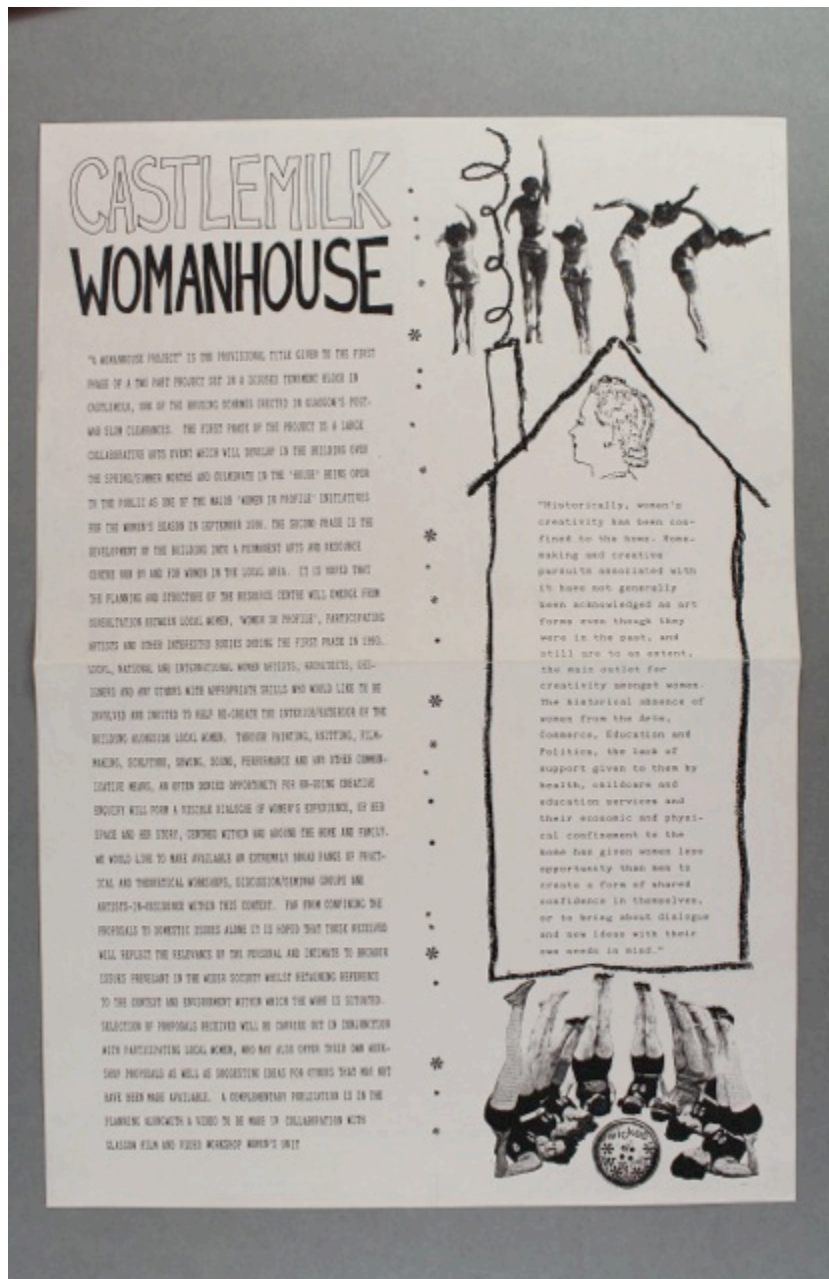 CASTLEMILK
WOMANHOUSE
"A WOMANHOUSE PROJECT" IS THE PROVISIONAL TITLE GIVEN TO THE FIRST
PHASE OF A TWO PART PROJECT SET IN A DISUSED TENEMENT BLOCK IN
CASTLEMILK, ONE OF THE HOUSING SCHEMES ERECTED IN GLASGOW'S POST-
WAR SLUM CLEARANCES. THE FIRST PHASE OF THE PROJECT IS A LARGE
COLLABORATIVE ARTS EVENT WHICH WILL DEVELOP IN THE BUILDING OVER
THE SPRING/SUMMER MONTHS AND CULMINATE IN THE 'HOUSE' BEING OPEN
TO THE PUBLIC AS ONE OF THE MAJOR 'WOMEN IN PROFILE' INITIATIVES
FOR THE WOMEN'S SEASON IN SEPTEMBER THE SECOND PHASE IS THE
DEVELOPMENT OF THE BUILDING INTO A PERMANENT ARTS AND RESOURCE
CENTRE RUN BY AND FOR WOMEN IN THE LOCAL AREA. IT IS HOPED THAT
THE PLANNING AND STRUCTURE OF THE RESOURCE CENTRE WILL EMERGE FROM
CONSULTATION BETWEEN LOCAL WOMEN, 'WOMEN IN PROFILE', PARTICIPATING
ARTISTS AND OTHER INTERESTED BODIES DURING THE FIRST PHASE IN
LOCAL, NATIONAL AND INTERNATIONAL WOMEN ARTISTS, ARCHITECTS, DES-
IGNERS AND ANY OTHERS WITH APPROPRIATE SKILLS WHO WOULD LIKE TO BE
INVOLVED ARE INVITED TO HELP RE-CREATE THE INTERIOR/EXTERIOR OF THE
BUILDING ALONGSIDE LOCAL WOMEN. THROUGH PAINTING, KNITTING, FILM-
MAKING, SCULPTURE, SEWING, SOUND, PERFORMANCE AND ANY OTHER COMMUN-
ICATIVE MEANS, AN OFTEN DENIED OPPORTUNITY FOR ON-GOING CREATIVE
ENQUIRY WILL FORM A VISIBLE DIALOGUE OF WOMEN'S EXPERIENCE, OF HER
SPACE AND HER STORY, CENTRED WITHIN AND AROUND THE HOME AND FAMILY.
WE WOULD LIKE TO MAKE AVAILABLE AN EXTREMELY BROAD RANGE OF PRACT-
ICAL AND THEORETICAL WORKSHOPS, DISCUSSION/SEMINAR GROUPS AND
ARTISTS-IN-RESIDENCE WITHIN THIS CONTEXT. FAR FROM CONFINING THE
PROPOSALS TO DOMESTIC ISSUES ALONE IT IS HOPED THAT THOSE RECEIVED
WILL REFLECT THE RELEVANCE OF THE PERSONAL AND INTIMATE TO BROADER
ISSUES PREVALENT IN THE WIDER SOCIETY WHILST RETAINING REFERENCE
TO THE CONTEXT AND ENVIRONMENT WITHIN WHICH THE WORK IS SITUATED.
SELECTION OF PROPOSALS RECEIVED WILL BE CARRIED OUT IN CONJUNCTION
WITH PARTICIPATING LOCAL WOMEN, WHO MAY ALSO OFFER THEIR OWN WORK-
SHOP PROPOSALS AS WELL AS SUGGESTING IDEAS FOR OTHERS THAT MAY NOT
HAVE BEEN MADE AVAILABLE. A COMPLEMENTARY PUBLICATION IS IN THE
PLANNING ALONGWITH A VIDEO TO BE MADE IN COLLABORATION WITH
GLASGOW FILM AND VIDEO WORKSHOP WOMEN'S UNIT
"Historically, women's
creativity has been con-
fined to the home. Home-
making and creative
pursuits associated with
it have not generally
been acknowledged as art
forms even though they
were in the past, and
still are to an extent,
the main outlet for
creativity amongst women.
The historical absence of
women from the Arts,
Commerce, Education and
Politics, the lack of
support given to them by
health, childcare and
education services and
their economic and physi-
cal confinement to the
home has given women less
opportunity than men to
create a form of shared
confidence in themselves,
or to bring about dialogue
and new ideas with their
own needs in mind."